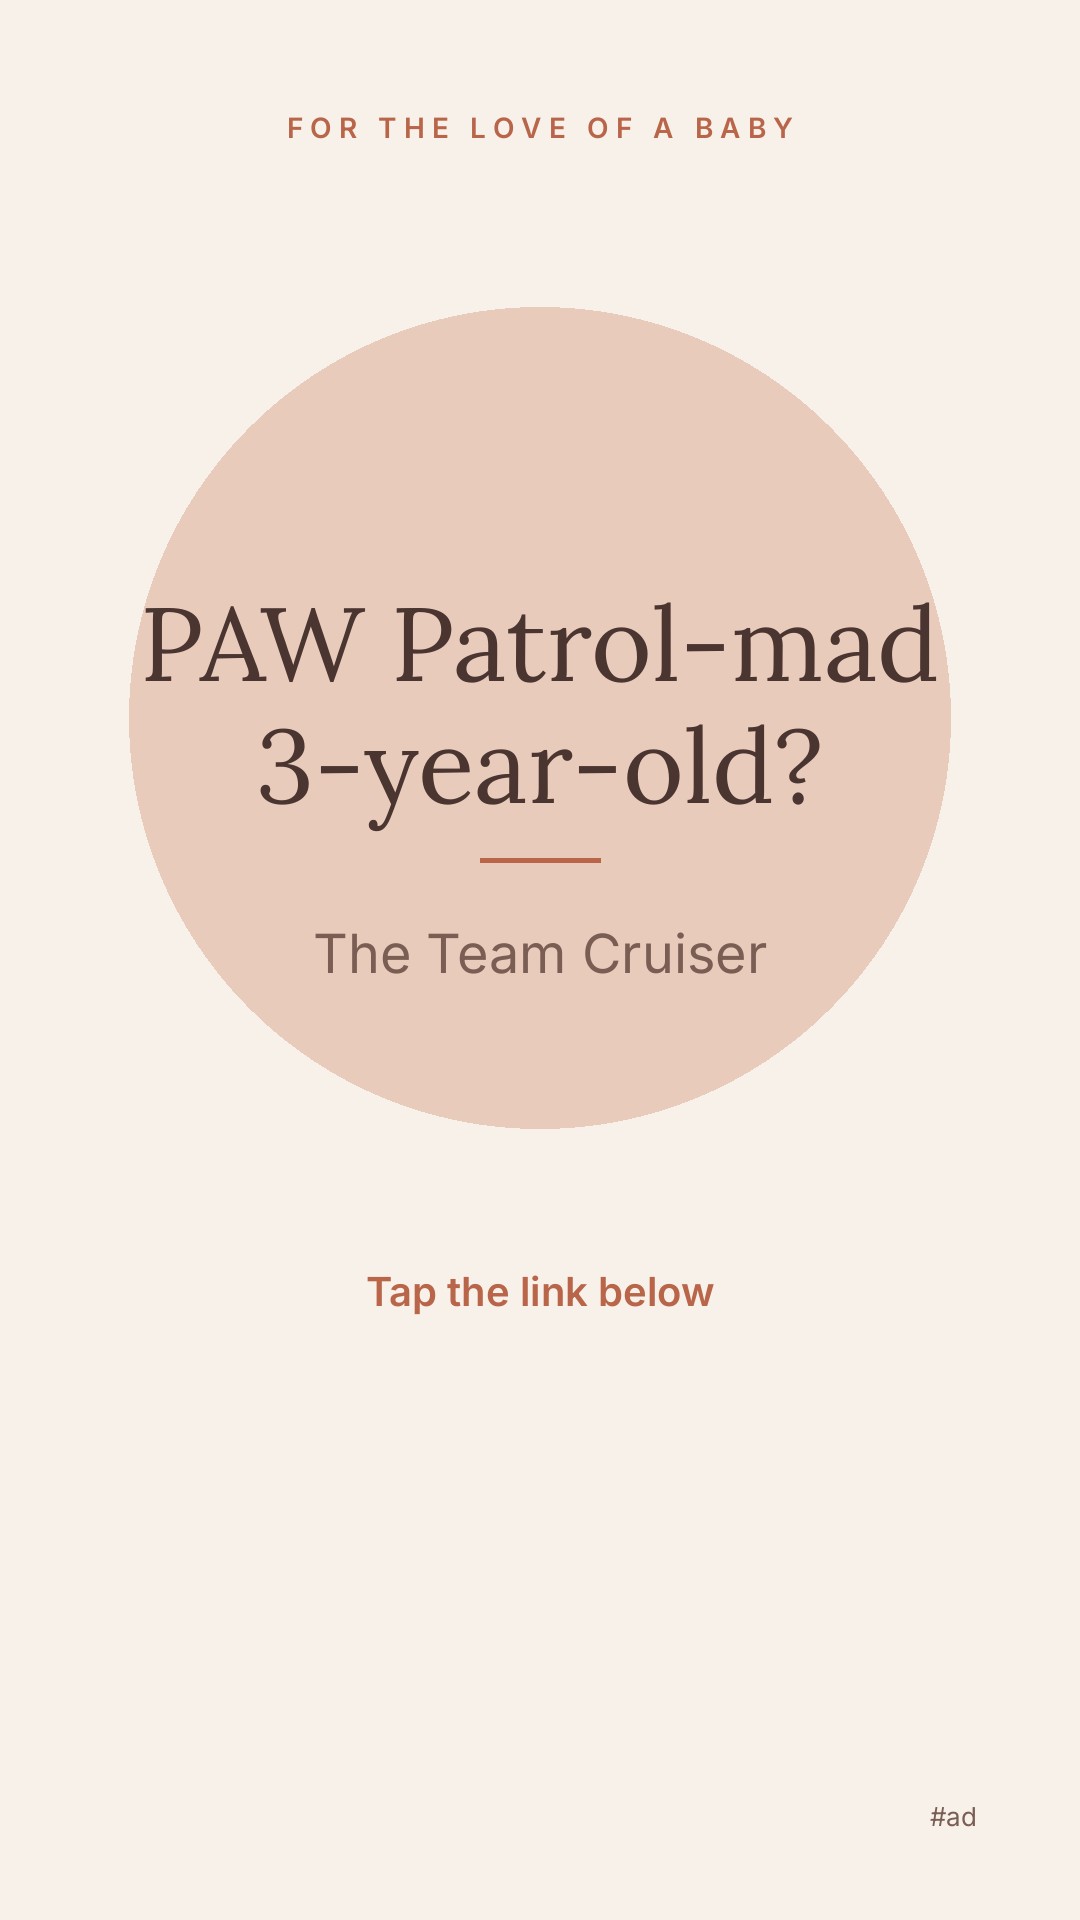 FOR THE LOVE OF A BABY
PAW Patrol-mad
3-year-old?
The Team Cruiser
Tap the link below
#ad